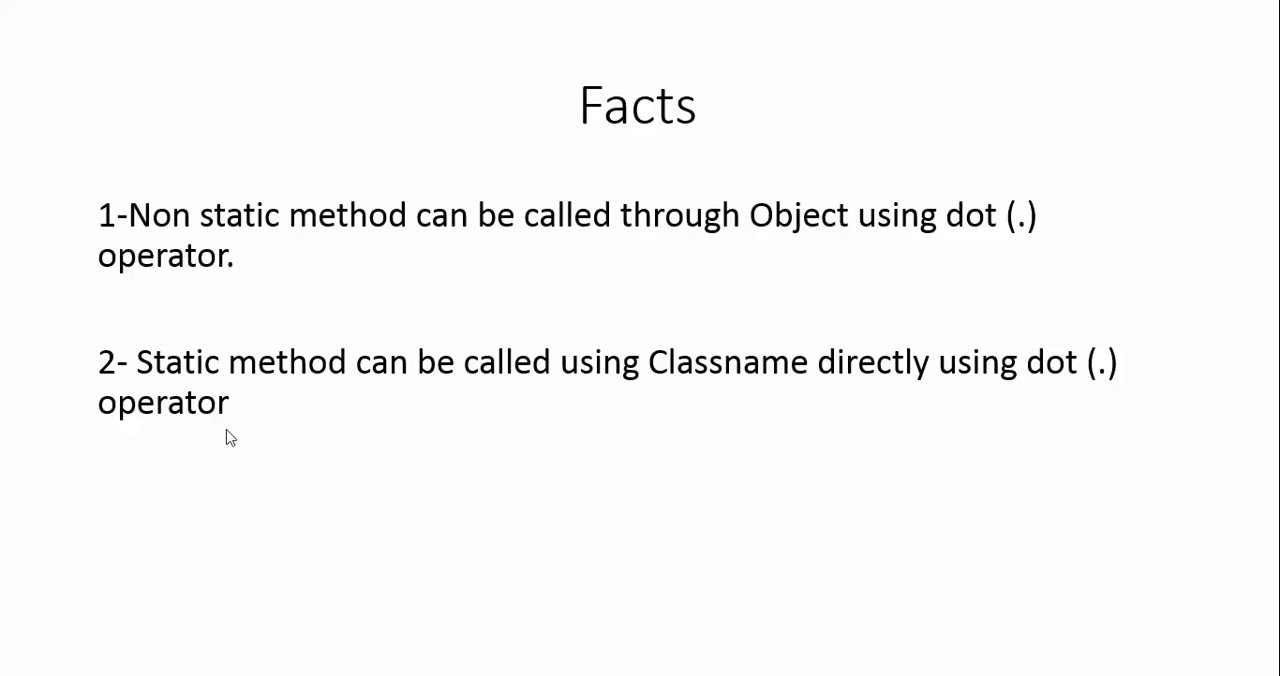 Facts
1-Non static method can be called through Object using dot (.)
operator.
2- Static method can be called using Classname directly using dot (.)
operator